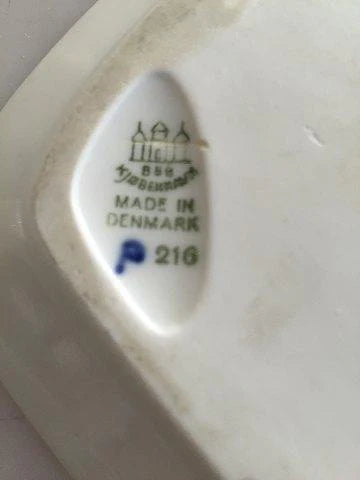 B&G
KJØBENHAVN
MADE IN
DENMARK
P 216